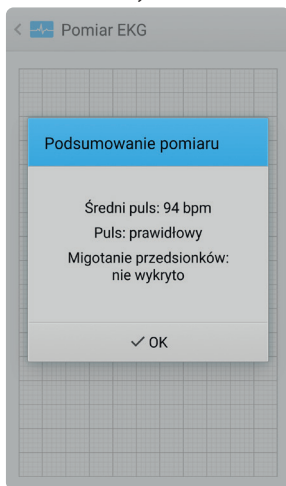 Pomiar EKG
Podsumowanie pomiaru
Średni puls: 94 bpm
Puls: prawidłowy
Migotanie przedsionków:
nie wykryto
OK